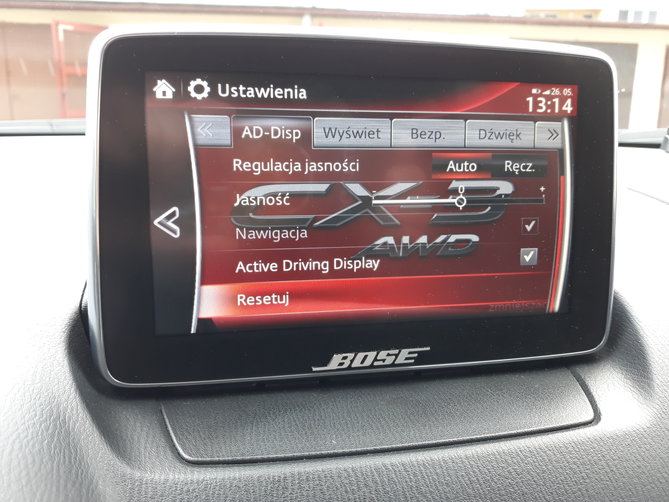 Ustawienia
26. 05.
13:14
AD-Disp Wyświet Bezp. Dźwięk
Regulacja jasności Auto Ręcz.
Jasność - +
CX-3
Nawigacja
AWD
Active Driving Display
Resetuj
BOSE